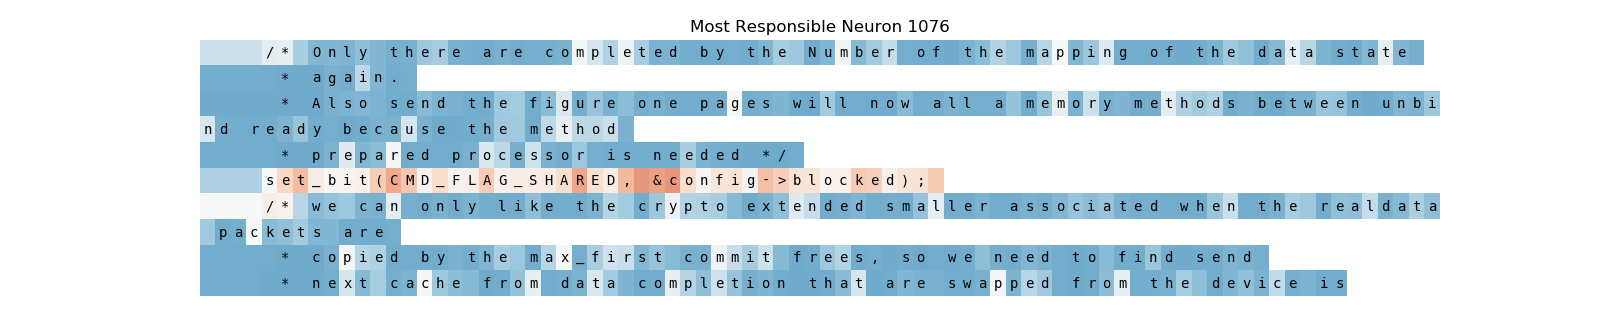 Most Responsible Neuron 1076
/* Only there are completed by the Number of the mapping of the data state
* again.
* Also send the figure one pages will now all a memory methods between unbi
nd ready because the method
* prepared processor is needed */
set_bit(CMD_FLAG_SHARED, &config->blocked);
/* we can only like the crypto extended smaller associated when the realdata
packets are
* copied by the max_first commit frees, so we need to find send
* next cache from data completion that are swapped from the device is